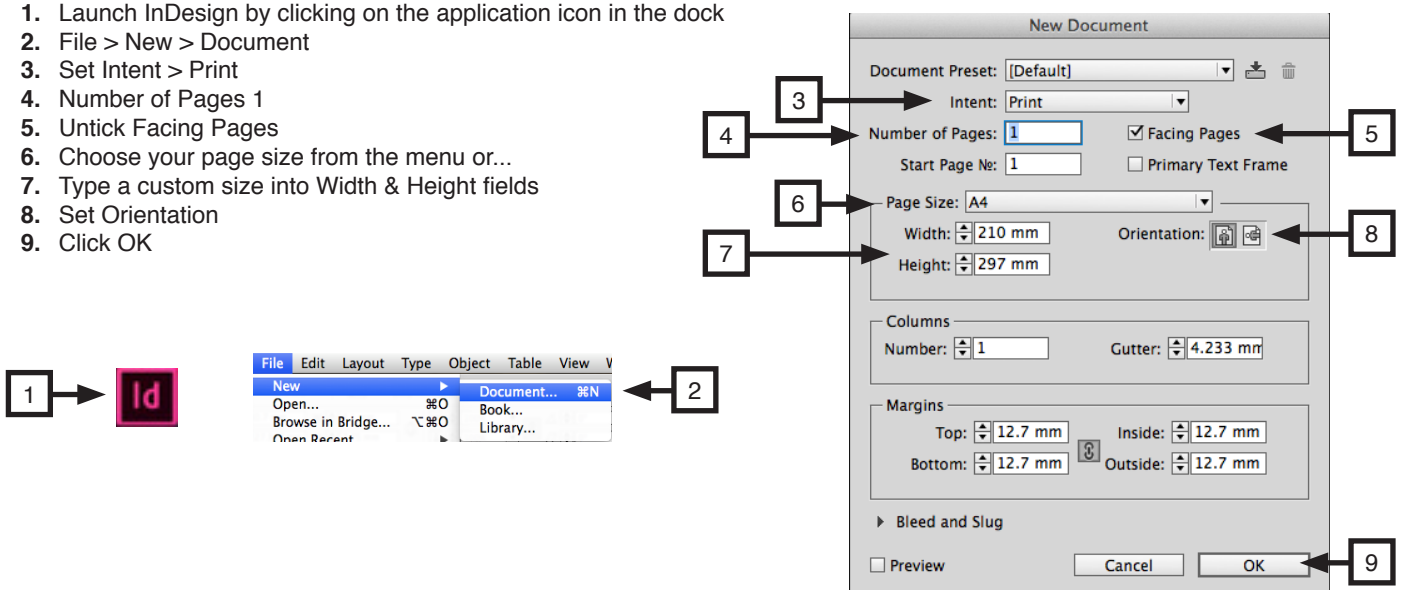 1. Launch InDesign by clicking on the application icon in the dock
2. File > New > Document
3. Set Intent > Print
4. Number of Pages 1
5. Untick Facing Pages
6. Choose your page size from the menu or...
7. Type a custom size into Width & Height fields
8. Set Orientation
9. Click OK
1
Id
File Edit Layout Type Object Table View
New
Open... ⌘O
Browse in Bridge... ⌥⌘O
Open Recent
Document... ⌘N
Book...
Library...
2
New Document
Document Preset: [Default]
3
Intent: Print
4
Number of Pages: 1
Facing Pages
5
Start Page №: 1
Primary Text Frame
6
Page Size: A4
7
Width: 210 mm
Orientation:
8
Height: 297 mm
Columns
Number: 1 Gutter: 4.233 mm
Margins
Top: 12.7 mm Inside: 12.7 mm
Bottom: 12.7 mm Outside: 12.7 mm
Bleed and Slug
Preview Cancel OK
9